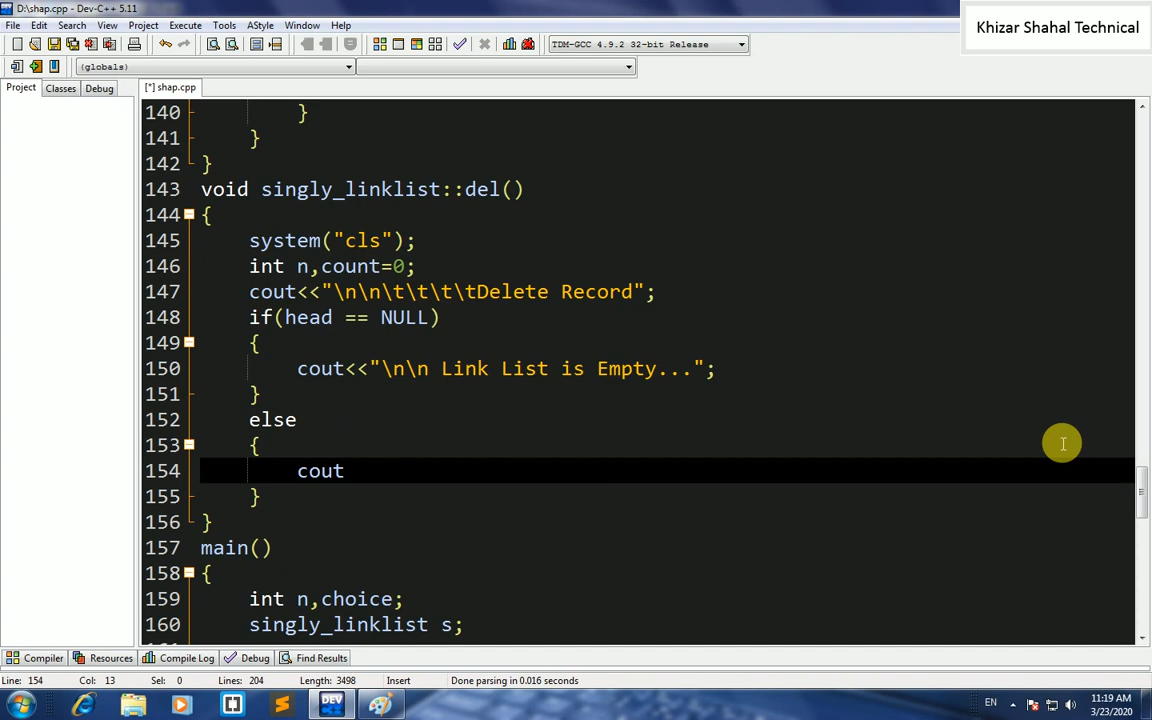 D:\shap.cpp - Dev-C++ 5.11
Khizar Shahal Technical
File Edit Search View Project Execute Tools AStyle Window Help
TDM-GCC 4.9.2 32-bit Release
(globals)
Project Classes Debug
[*] shap.cpp
140 }
141 }
142 }
143 void singly_linklist::del()
144 {
145 system("cls");
146 int n,count=0;
147 cout<<"\n\n\t\t\t\tDelete Record";
148 if(head == NULL)
149 {
150 cout<<"\n\n Link List is Empty...";
151 }
152 else
153 {
154 cout
155 }
156 }
157 main()
158 {
159 int n,choice;
160 singly_linklist s;
Compiler Resources Compile Log Debug Find Results
Line: 154 Col: 13 Sel: 0 Lines: 204 Length: 3498 Insert Done parsing in 0.016 seconds
DEV
EN
11:19 AM
3/23/2020